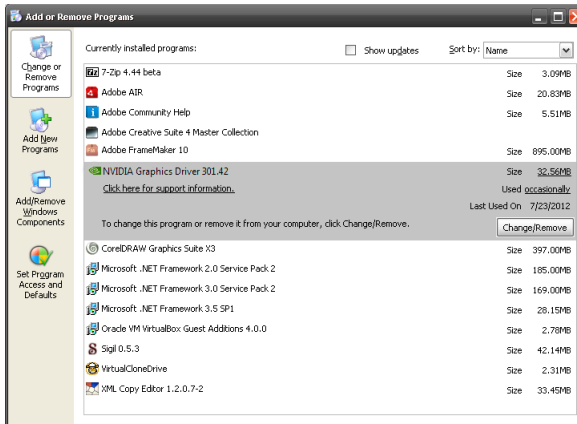 Add or Remove Programs
Change or
Remove
Programs
Add New
Programs
Add/Remove
Windows
Components
Set Program
Access and
Defaults
Currently installed programs:
Show updates
Sort by: Name
7-Zip 4.44 beta Size 3.09MB
Adobe AIR Size 20.83MB
Adobe Community Help Size 5.51MB
Adobe Creative Suite 4 Master Collection
Adobe FrameMaker 10 Size 895.00MB
NVIDIA Graphics Driver 301.42 Size 32.56MB
Click here for support information. Used occasionally
Last Used On 7/23/2012
To change this program or remove it from your computer, click Change/Remove. Change/Remove
CorelDRAW Graphics Suite X3 Size 397.00MB
Microsoft .NET Framework 2.0 Service Pack 2 Size 185.00MB
Microsoft .NET Framework 3.0 Service Pack 2 Size 169.00MB
Microsoft .NET Framework 3.5 SP1 Size 28.15MB
Oracle VM VirtualBox Guest Additions 4.0.0 Size 2.78MB
Sigil 0.5.3 Size 42.14MB
VirtualCloneDrive Size 2.31MB
XML Copy Editor 1.2.0.7-2 Size 33.45MB